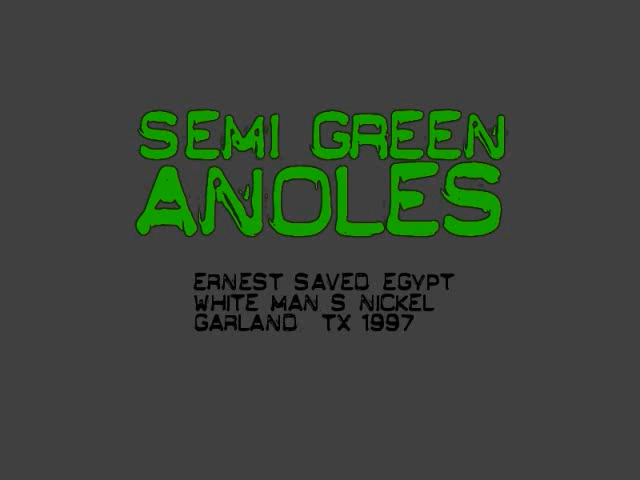 SEMI GREEN
ANOLES
ERNEST SAVED EGYPT
WHITE MAN S NICKEL
GARLAND TX 1997